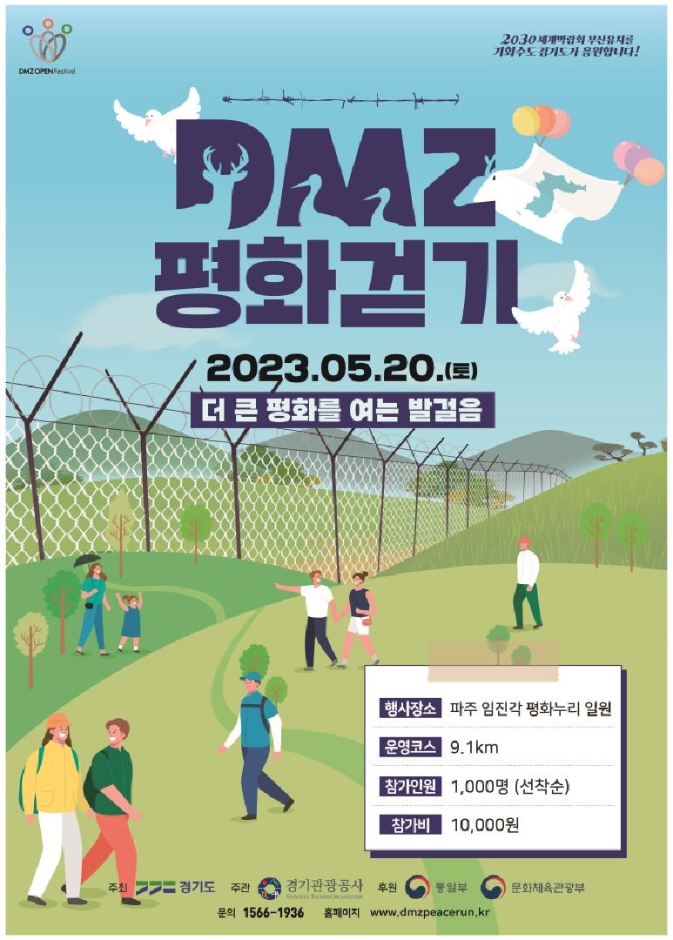 DMZ OPEN Festival
2030세계박람회 부산유치를
기회수도 경기도가 응원합니다!
DMZ
평화걷기
2023.05.20.(토)
더 큰 평화를 여는 발걸음
행사장소 파주 임진각 평화누리 일원
운영코스 9.1km
참가인원 1,000명 (선착순)
참가비 10,000원
주최 경기도 주관 경기관광공사 후원 통일부 문화체육관광부
문의 1566-1936 홈페이지 www.dmzpeacerun.kr